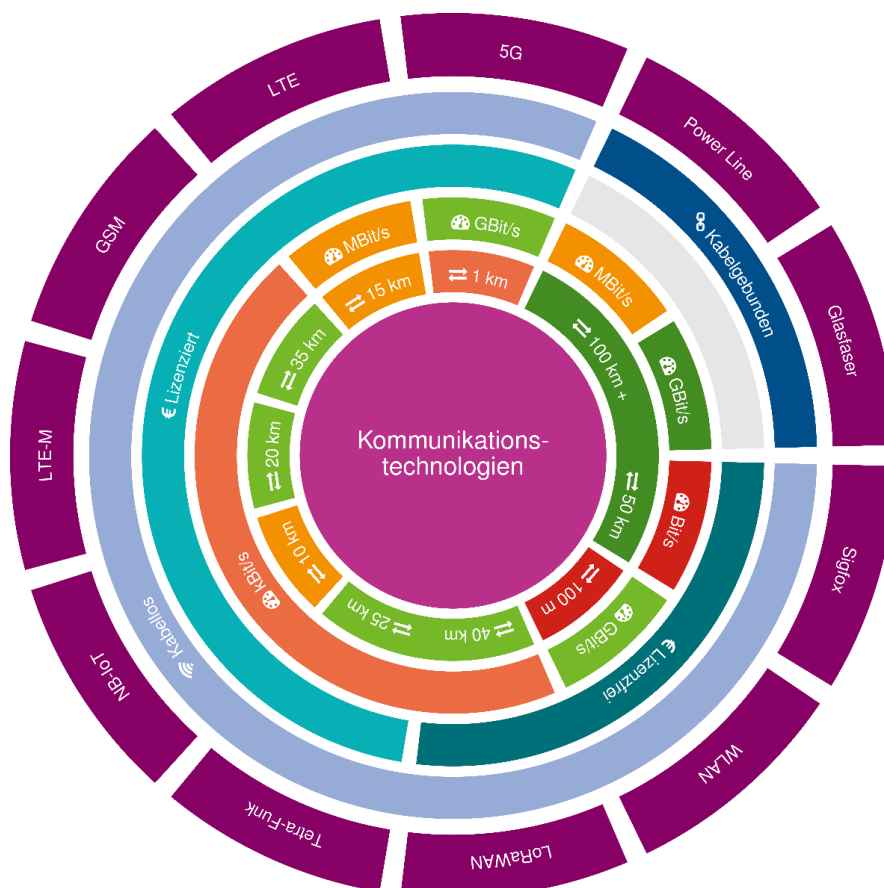 5G
Power Line
Glasfaser
Sigfox
WLAN
LoRaWAN
Tetra-Funk
NB-IoT
LTE-M
GSM
LTE
Kabelgebunden
Kabellos
€ Lizenziert
€ Lizenzfrei
GBit/s
MBit/s
GBit/s
Bit/s
GBit/s
kBit/s
MBit/s
1 km
100 km +
50 km
100 m
40 km
25 km
10 km
20 km
35 km
15 km
Kommunikations-
technologien